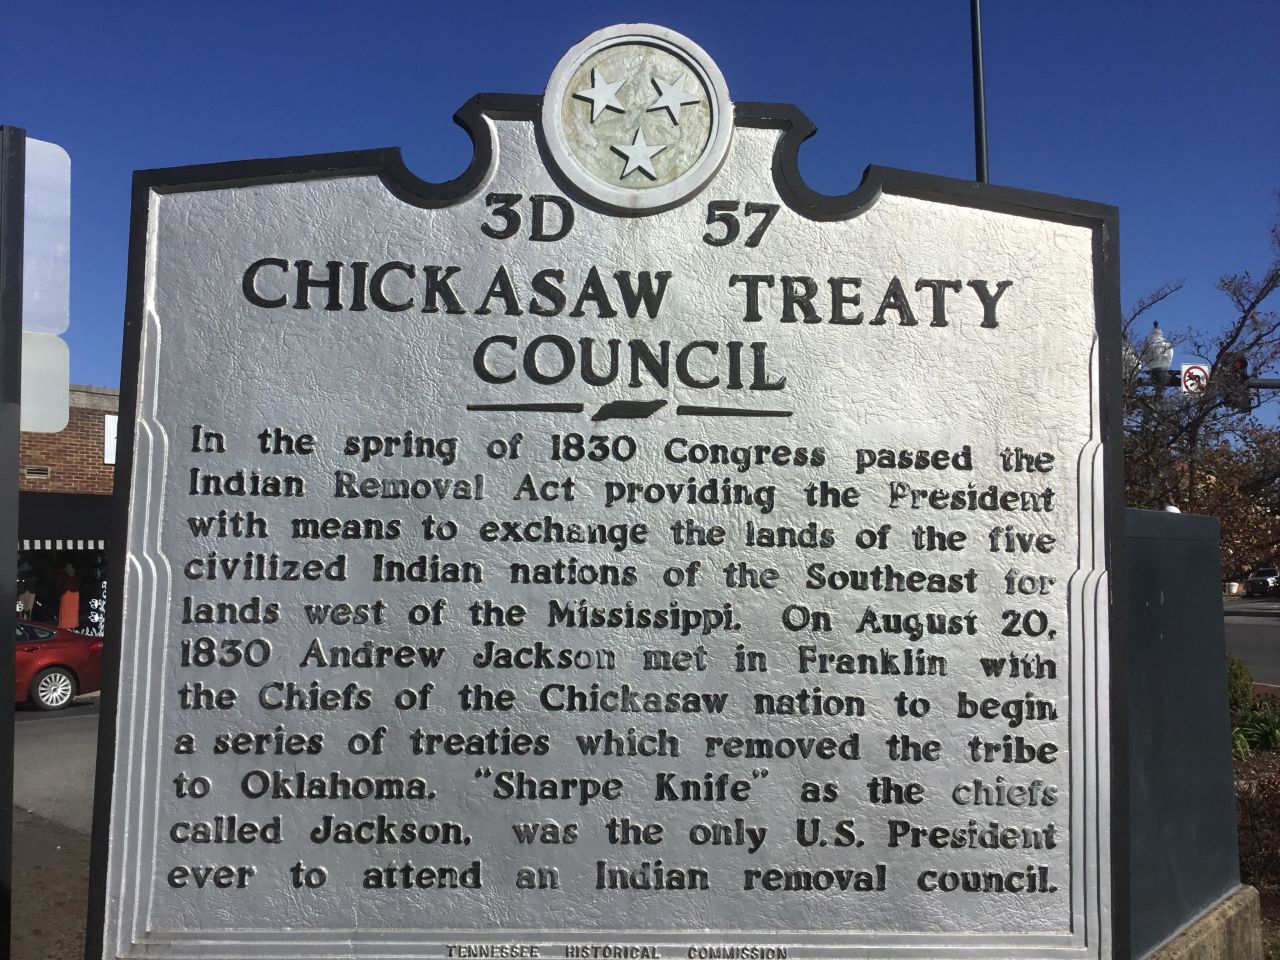 3D 57
CHICKASAW TREATY
COUNCIL
In the spring of 1830 Congress passed the
Indian Removal Act providing the President
with means to exchange the lands of the five
civilized Indian nations of the Southeast for
lands west of the Mississippi. On August 20,
1830 Andrew Jackson met in Franklin with
the Chiefs of the Chickasaw nation to begin
a series of treaties which removed the tribe
to Oklahoma. "Sharpe Knife" as the chiefs
called Jackson, was the only U.S. President
ever to attend an Indian removal council.
TENNESSEE HISTORICAL COMMISSION